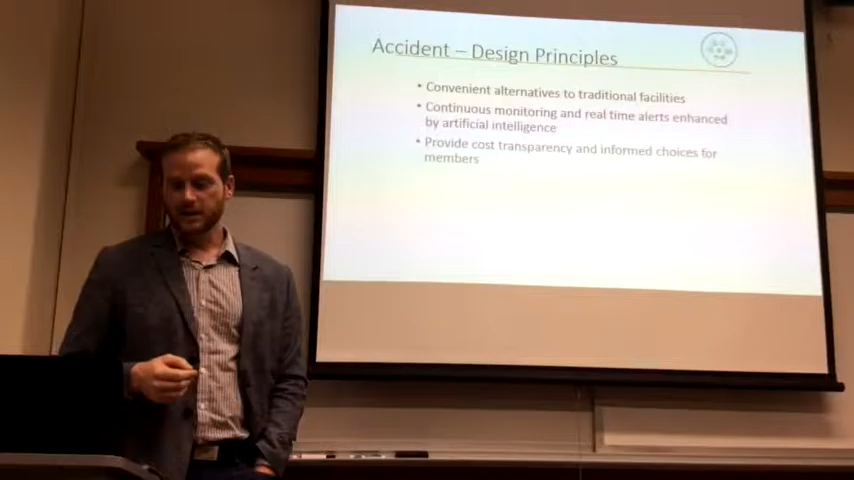 Accident – Design Principles
• Convenient alternatives to traditional facilities
• Continuous monitoring and real time alerts enhanced
by artificial intelligence
• Provide cost transparency and informed choices for
members